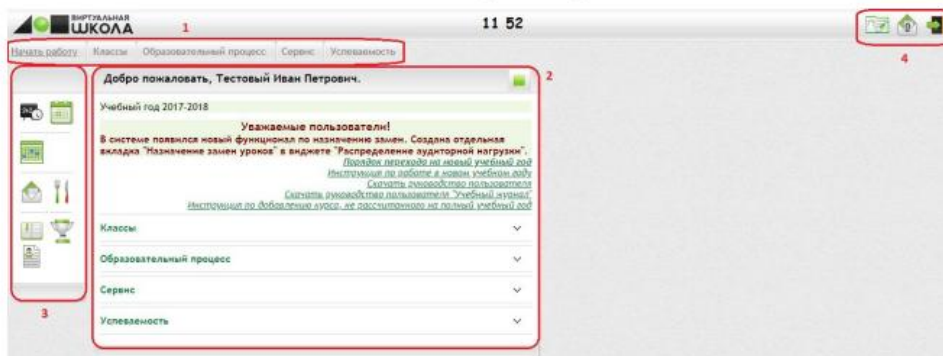 ВИРТУАЛЬНАЯ
ШКОЛА
11 52
1
4
Начать работу Классы Образовательный процесс Сервис Успеваемость
Добро пожаловать, Тестовый Иван Петрович.
2
Учебный год 2017-2018
Уважаемые пользователи!
В системе появился новый функционал по назначению замен. Создана отдельная
вкладка "Назначение замен уроков" в виджете "Распределение аудиторной нагрузки".
Порядок перехода на новый учебный год
Инструкция по работе в новом учебном году
Скачать руководство пользователя
Скачать руководство пользователя "Учебный журнал"
Инструкция по добавлению курса, не рассчитанного на полный учебный год
Классы
Образовательный процесс
Сервис
3
Успеваемость